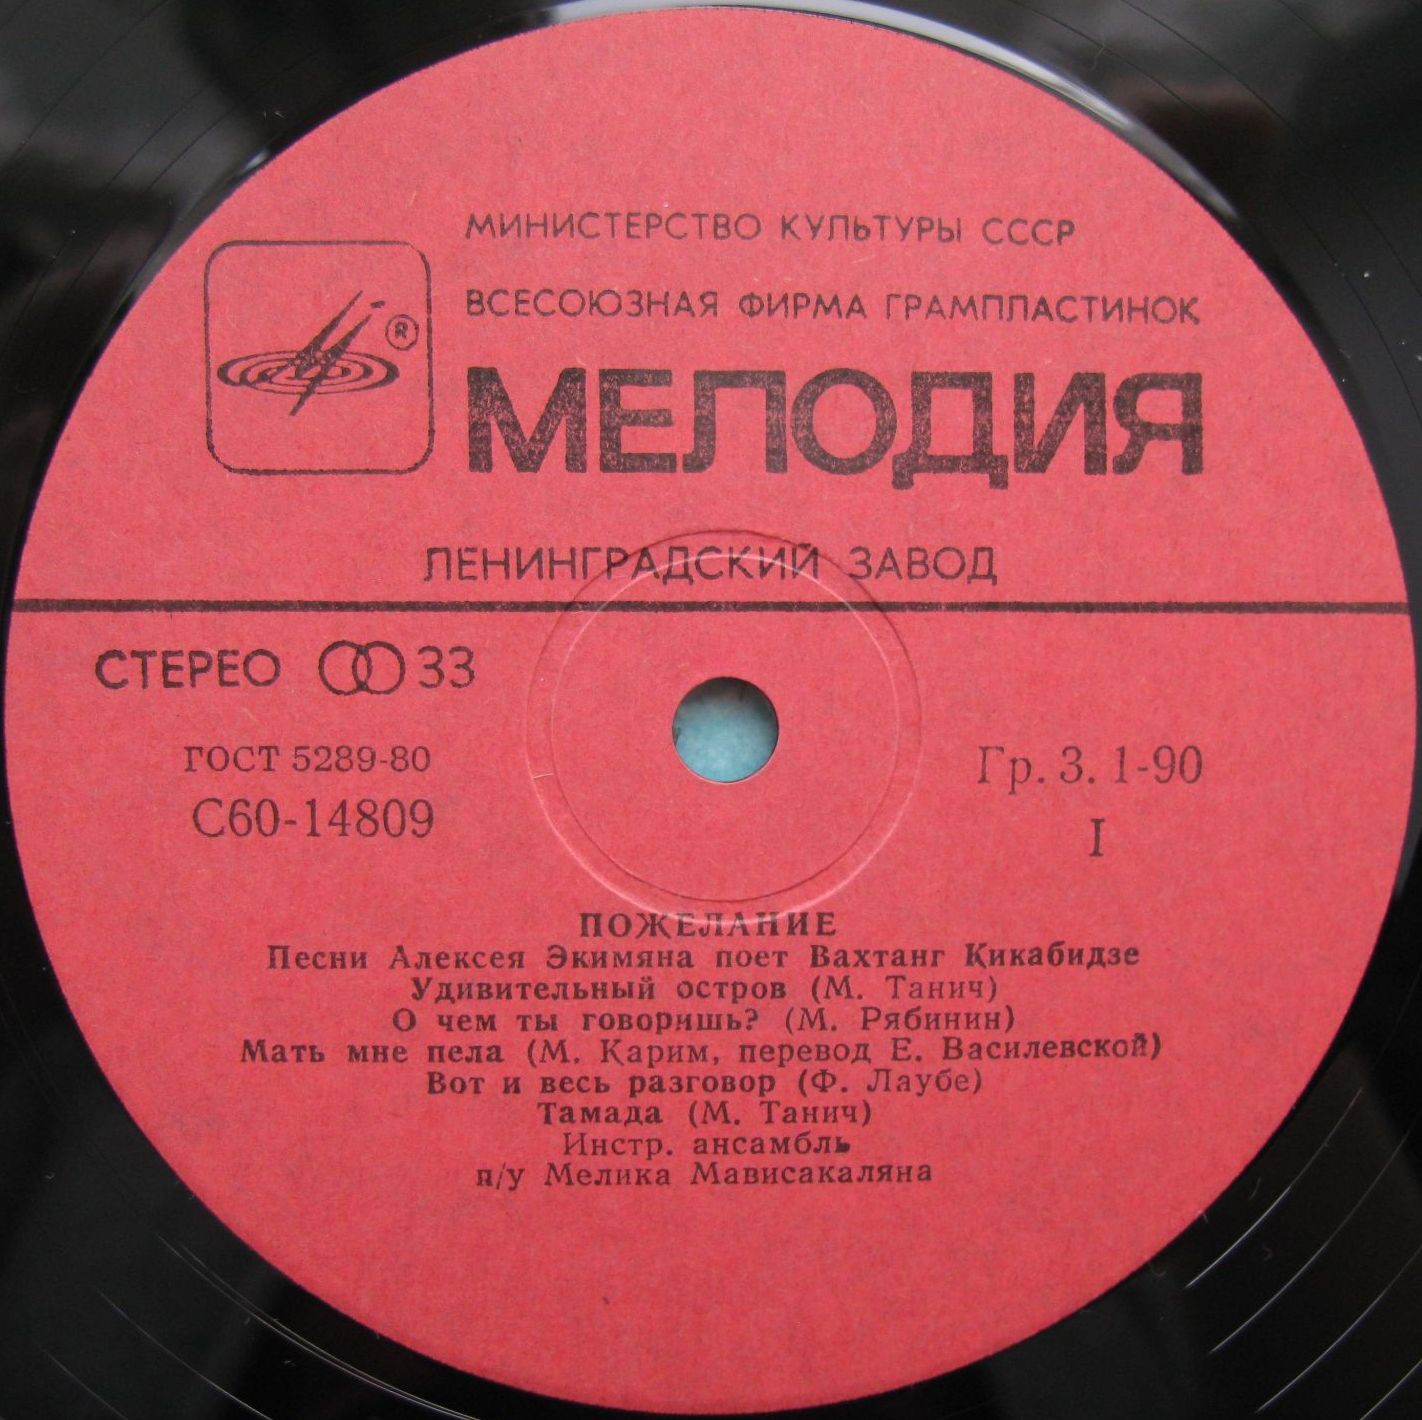 МИНИСТЕРСТВО КУЛЬТУРЫ СССР
ВСЕСОЮЗНАЯ ФИРМА ГРАМПЛАСТИНОК
®
МЕЛОДИЯ
ЛЕНИНГРАДСКИЙ ЗАВОД
СТЕРЕО 33
ГОСТ 5289-80
С60-14809
Гр. 3. 1-90
I
ПОЖЕЛАНИЕ
Песни Алексея Экимяна поет Вахтанг Кикабидзе
Удивительный остров (М. Танич)
О чем ты говоришь? (М. Рябинин)
Мать мне пела (М. Карим, перевод Е. Василевской)
Вот и весь разговор (Ф. Лаубе)
Тамада (М. Танич)
Инстр. ансамбль
п/у Мелика Мависакаляна